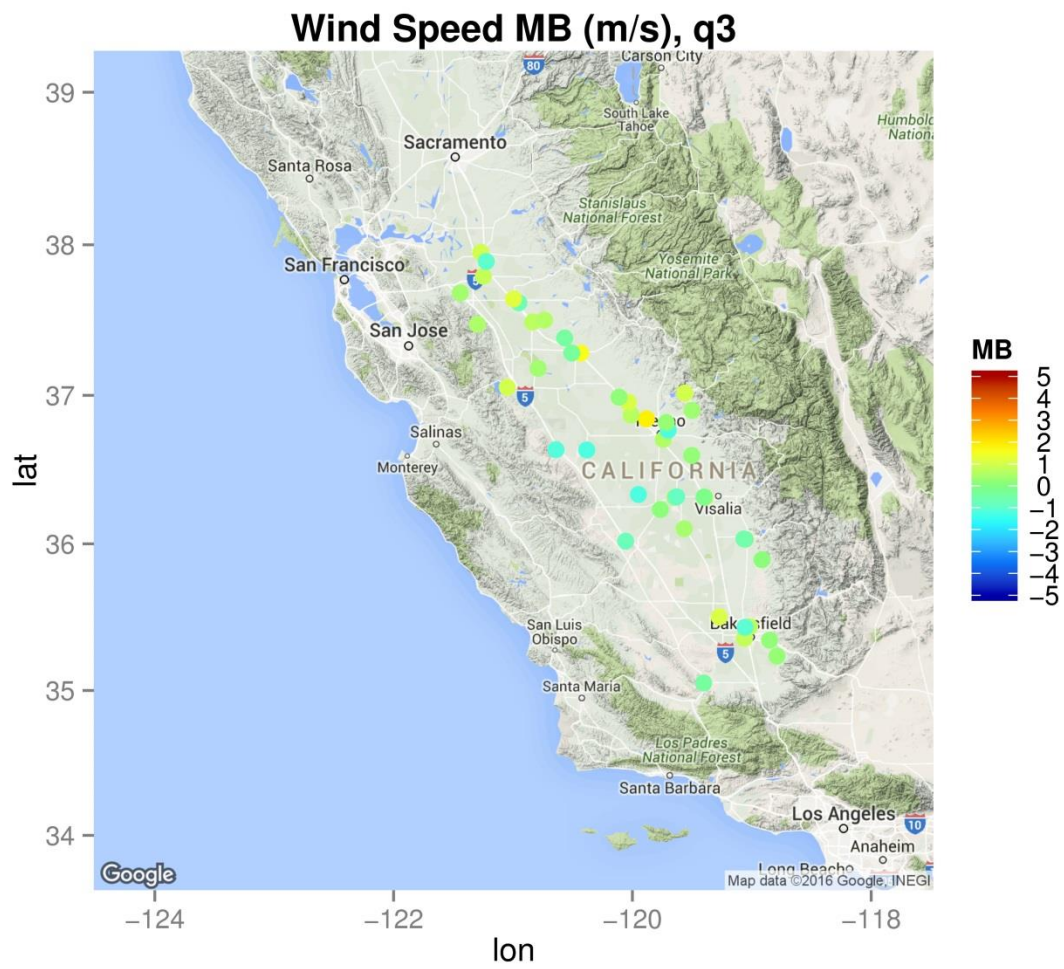 Wind Speed MB (m/s), q3
lat
39
38
37
36
35
34
80
Carson City
South Lake
Tahoe
Sacramento
Santa Rosa
Stanislaus
National Forest
Yosemite
National Park
San Francisco
5
San Jose
5
Salinas
Monterey
CALIFORNIA
Visalia
San Luis
Obispo
Bakersfield
5
Santa Maria
Los Padres
National Forest
Santa Barbara
Los Angeles
10
Anaheim
Long Beach
5
Google
Map data ©2016 Google, INEGI
−124
−122
−120
−118
lon
MB
5
4
3
2
1
0
−1
−2
−3
−4
−5